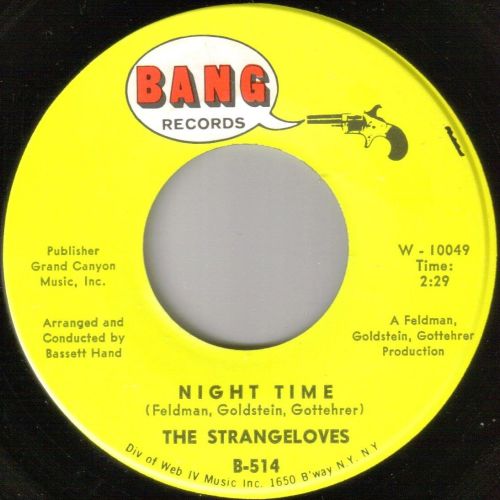 BANG
RECORDS
Publisher
Grand Canyon
Music, Inc.
Arranged and
Conducted by
Bassett Hand
W - 10049
Time:
2:29
A Feldman,
Goldstein, Gottehrer
Production
NIGHT TIME
(Feldman, Goldstein, Gottehrer)
THE STRANGELOVES
B-514
Div of Web IV Music Inc. 1650 B'way N.Y. N.Y